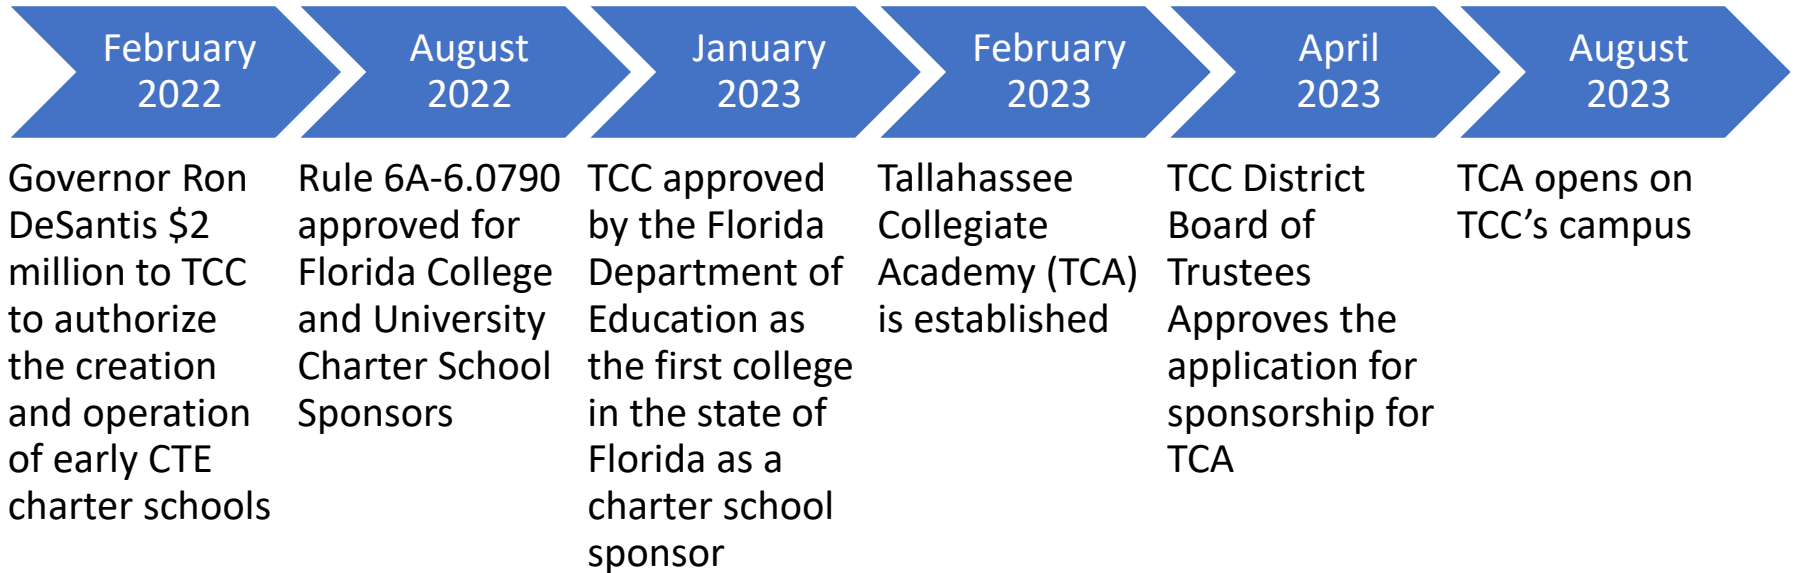 February
2022
Governor Ron
DeSantis $2
million to TCC
to authorize
the creation
and operation
of early CTE
charter schools
August
2022
Rule 6A-6.0790
approved for
Florida College
and University
Charter School
Sponsors
January
2023
TCC approved
by the Florida
Department of
Education as
the first college
in the state of
Florida as a
charter school
sponsor
February
2023
Tallahassee
Collegiate
Academy (TCA)
is established
April
2023
TCC District
Board of
Trustees
Approves the
application for
sponsorship for
TCA
August
2023
TCA opens on
TCC’s campus